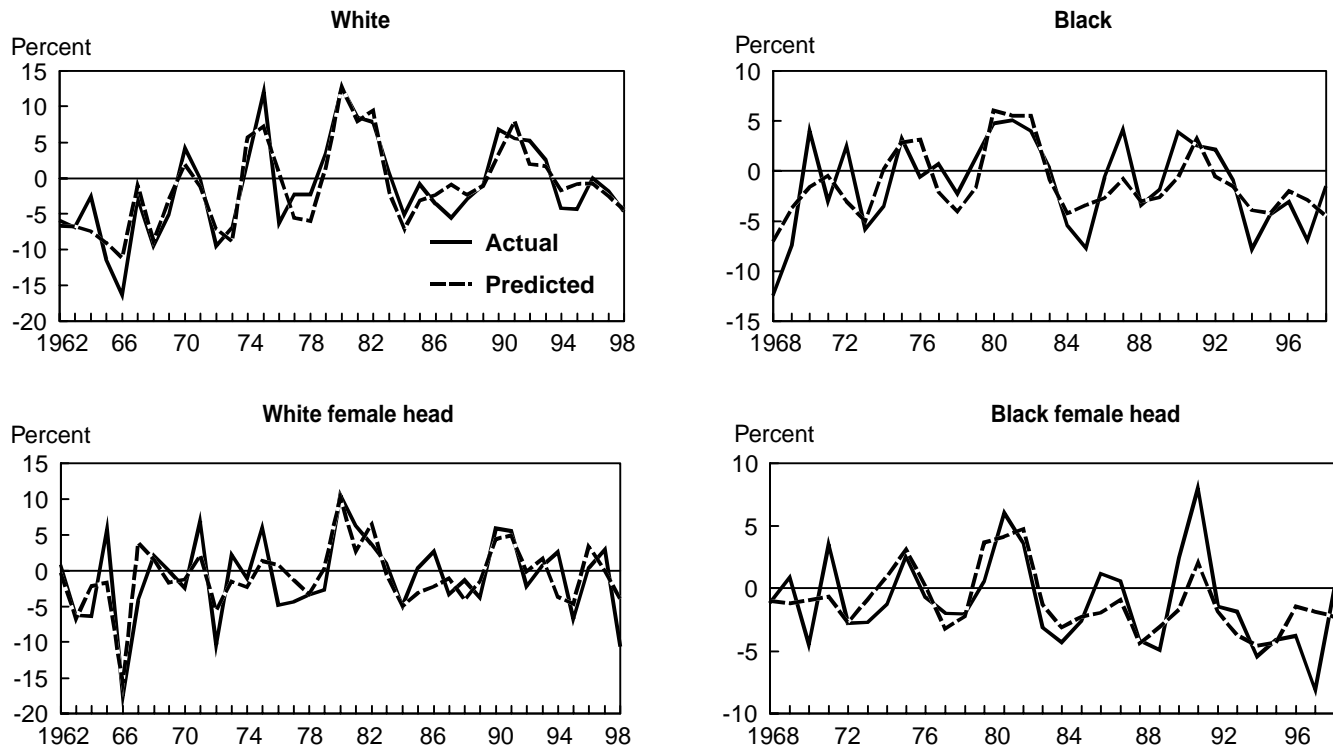 White
Percent
15
10
5
0
-5
-10
-15
-20
1962 66 70 74 78 82 86 90 94 98
Actual
Predicted
Black
Percent
10
5
0
-5
-10
-15
1968 72 76 80 84 88 92 96
White female head
Percent
15
10
5
0
-5
-10
-15
-20
1962 66 70 74 78 82 86 90 94 98
Black female head
Percent
10
5
0
-5
-10
1968 72 76 80 84 88 92 96